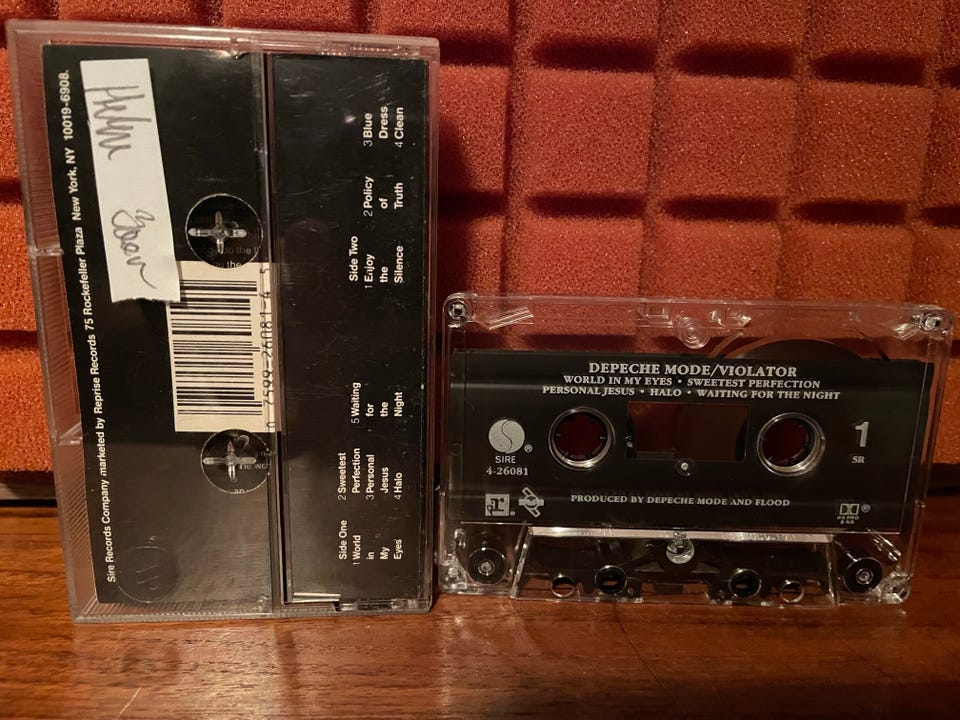 Sire Records Company marketed by Reprise Records 75 Rockefeller Plaza New York, NY 10019-6908.
Side One
1 World
in
My
Eyes
2 Sweetest
Perfection
3 Personal
Jesus
4 Halo
5 Waiting
for
the
Night
Side Two
1 Enjoy
the
Silence
2 Policy
of
Truth
3 Blue
Dress
4 Clean
DEPECHE MODE/VIOLATOR
WORLD IN MY EYES • SWEETEST PERFECTION
PERSONAL JESUS • HALO • WAITING FOR THE NIGHT
SIRE ®
4-26081
1
SR
PRODUCED BY DEPECHE MODE AND FLOOD
HX PRO
B NR